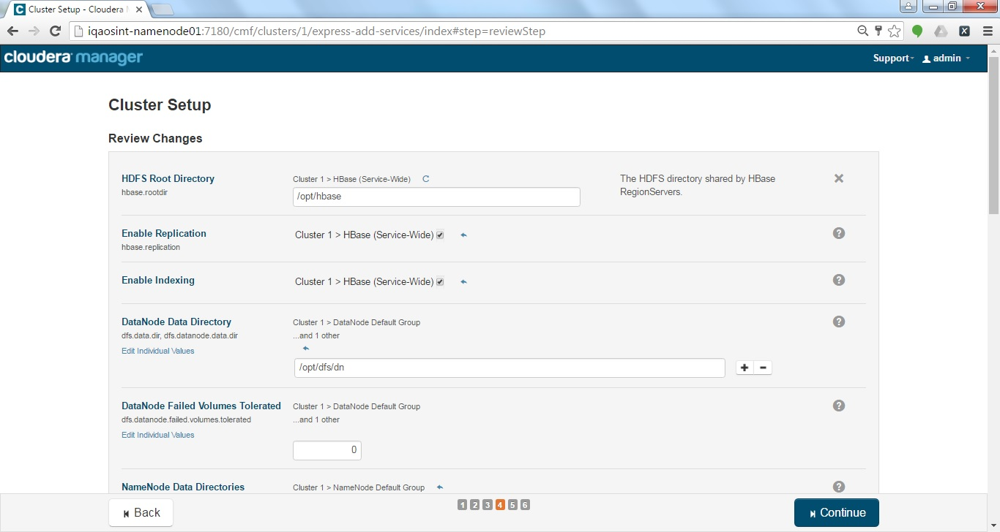 Cluster Setup - Cloudera M
iqaosint-namenode01:7180/cmf/clusters/1/express-add-services/index#step=reviewStep
cloudera manager
Support
admin
Cluster Setup
Review Changes
HDFS Root Directory
hbase.rootdir
Cluster 1 > HBase (Service-Wide)
/opt/hbase
The HDFS directory shared by HBase
RegionServers.
Enable Replication
hbase.replication
Cluster 1 > HBase (Service-Wide)
Enable Indexing
Cluster 1 > HBase (Service-Wide)
DataNode Data Directory
dfs.data.dir, dfs.datanode.data.dir
Edit Individual Values
Cluster 1 > DataNode Default Group
...and 1 other
/opt/dfs/dn
DataNode Failed Volumes Tolerated
dfs.datanode.failed.volumes.tolerated
Edit Individual Values
Cluster 1 > DataNode Default Group
...and 1 other
0
NameNode Data Directories
Cluster 1 > NameNode Default Group
Back
1 2 3 4 5 6
Continue